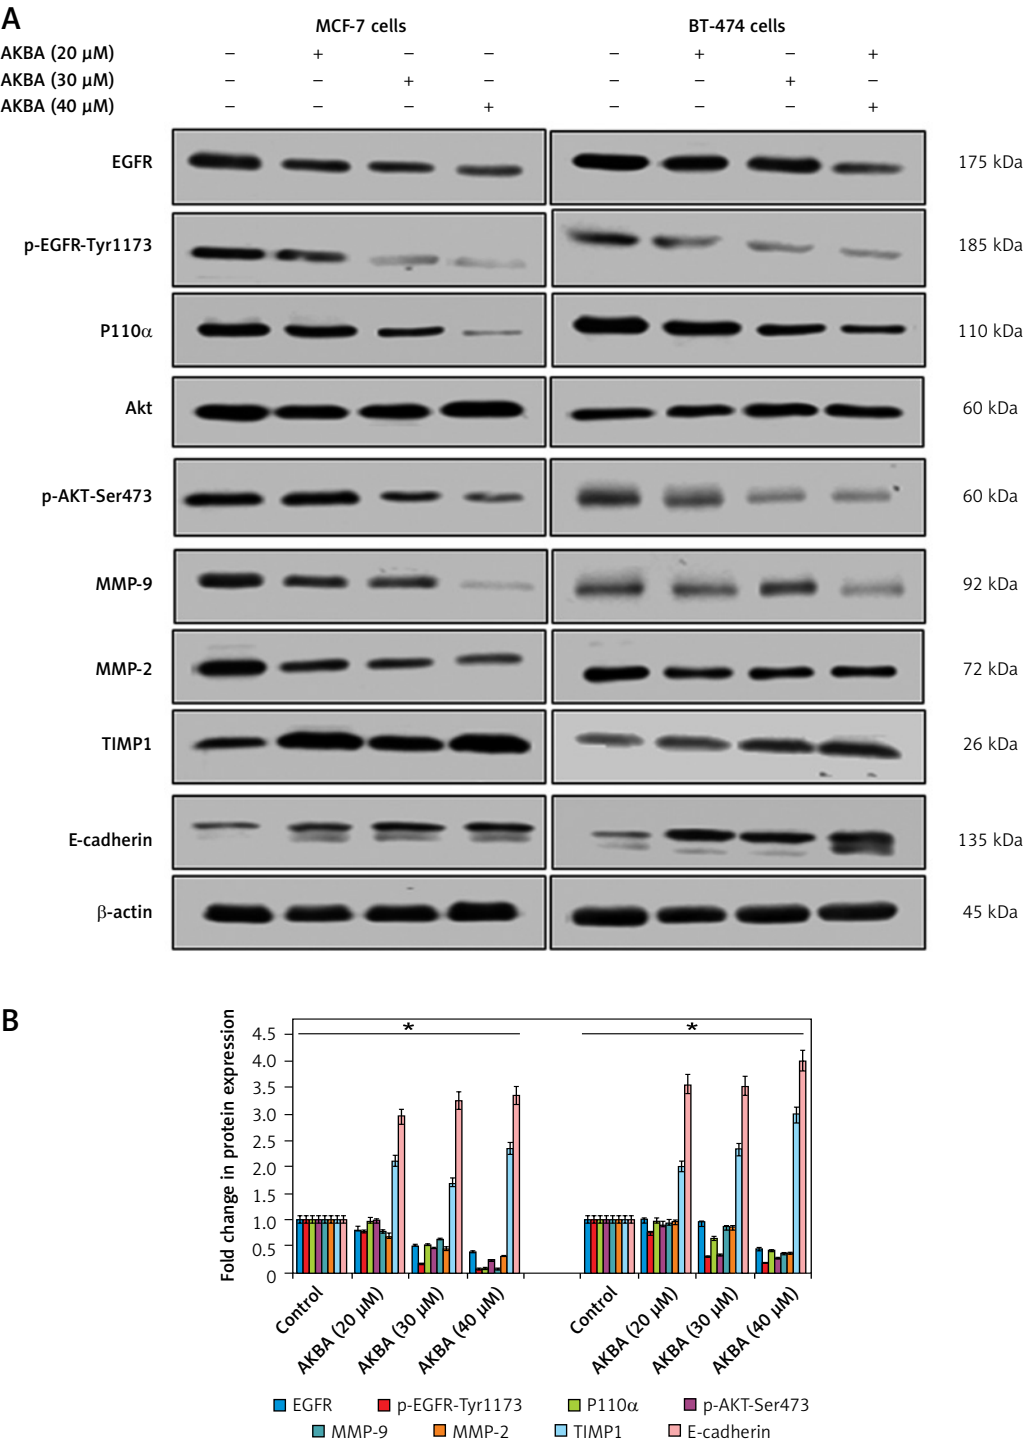 A
MCF-7 cells BT-474 cells
AKBA (20 µM) – + – – – + – +
AKBA (30 µM) – – + – – – + –
AKBA (40 µM) – – – + – – – +
EGFR 175 kDa
p-EGFR-Tyr1173 185 kDa
P110α 110 kDa
Akt 60 kDa
p-AKT-Ser473 60 kDa
MMP-9 92 kDa
MMP-2 72 kDa
TIMP1 26 kDa
E-cadherin 135 kDa
β-actin 45 kDa
B
Fold change in protein expression
4.5
4.0
3.5
3.0
2.5
2.0
1.5
1.0
0.5
0
* *
Control AKBA (20 µM) AKBA (30 µM) AKBA (40 µM) Control AKBA (20 µM) AKBA (30 µM) AKBA (40 µM)
EGFR p-EGFR-Tyr1173 P110α p-AKT-Ser473
MMP-9 MMP-2 TIMP1 E-cadherin